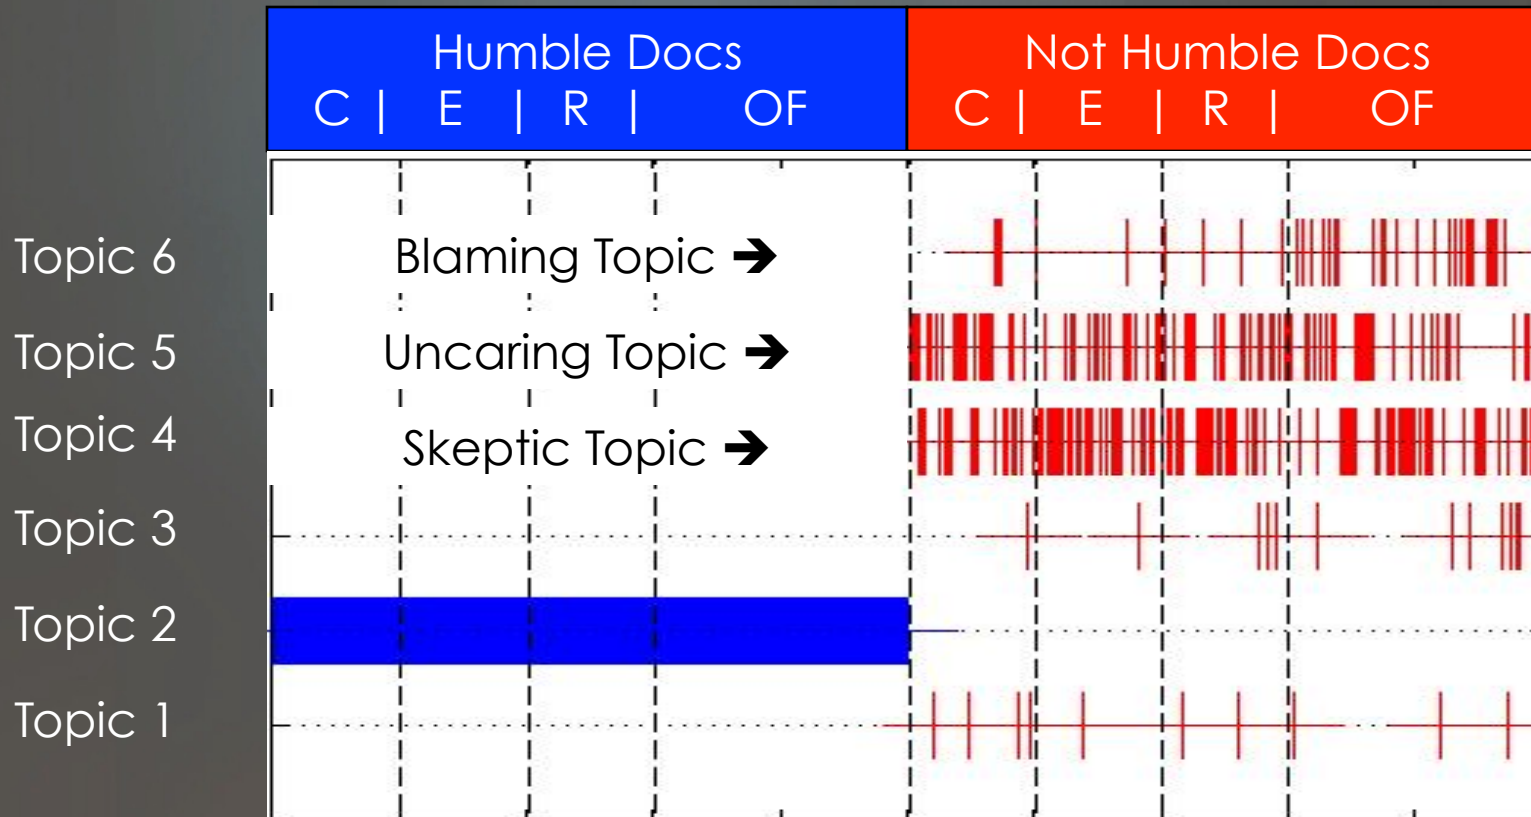 Humble Docs
C | E | R | OF
Not Humble Docs
C | E | R | OF
Topic 6
Blaming Topic ➔
Topic 5
Uncaring Topic ➔
Topic 4
Skeptic Topic ➔
Topic 3
Topic 2
Topic 1